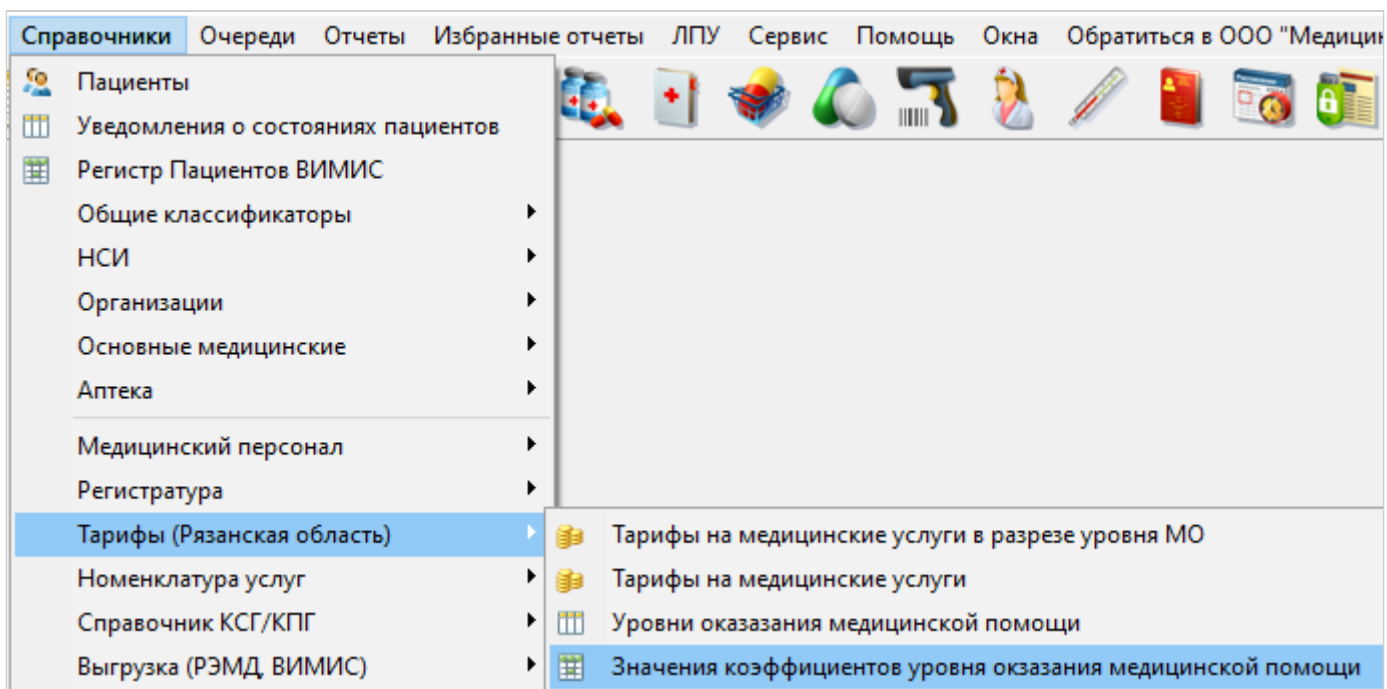 Справочники Очереди Отчеты Избранные отчеты ЛПУ Сервис Помощь Окна Обратиться в ООО "Медицин
Пациенты
Уведомления о состояниях пациентов
Регистр Пациентов ВИМИС
Общие классификаторы
НСИ
Организации
Основные медицинские
Аптека
Медицинский персонал
Регистратура
Тарифы (Рязанская область)
Тарифы на медицинские услуги в разрезе уровня МО
Номенклатура услуг
Тарифы на медицинские услуги
Справочник КСГ/КПГ
Уровни оказазания медицинской помощи
Выгрузка (РЭМД, ВИМИС)
Значения коэффициентов уровня окзазания медицинской помощи